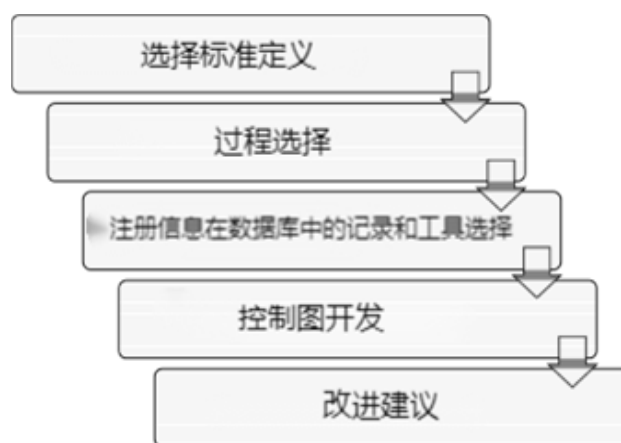 选择标准定义
过程选择
注册信息在数据库中的记录和工具选择
控制图开发
改进建议